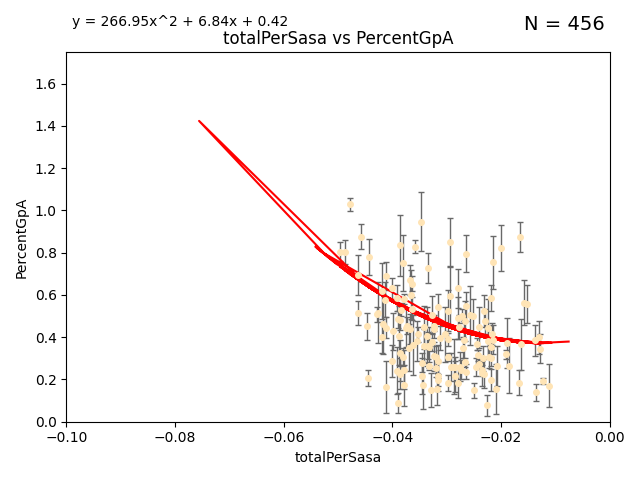 y = 266.95x^2 + 6.84x + 0.42
N = 456
totalPerSasa vs PercentGpA
PercentGpA
1.6
1.4
1.2
1.0
0.8
0.6
0.4
0.2
0.0
−0.10 −0.08 −0.06 −0.04 −0.02 0.00
totalPerSasa